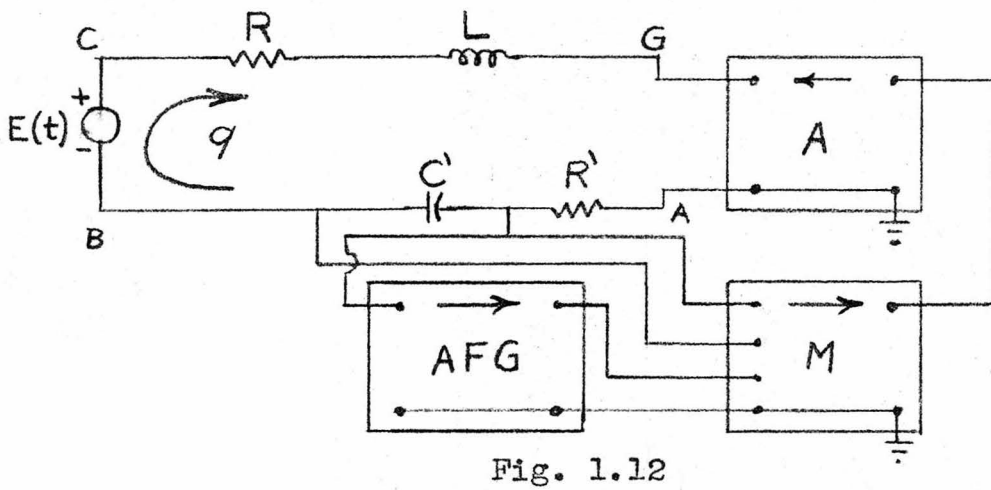 C R L G
+
E(t) q A
-
C' R'
B A
AFG M
Fig. 1.12